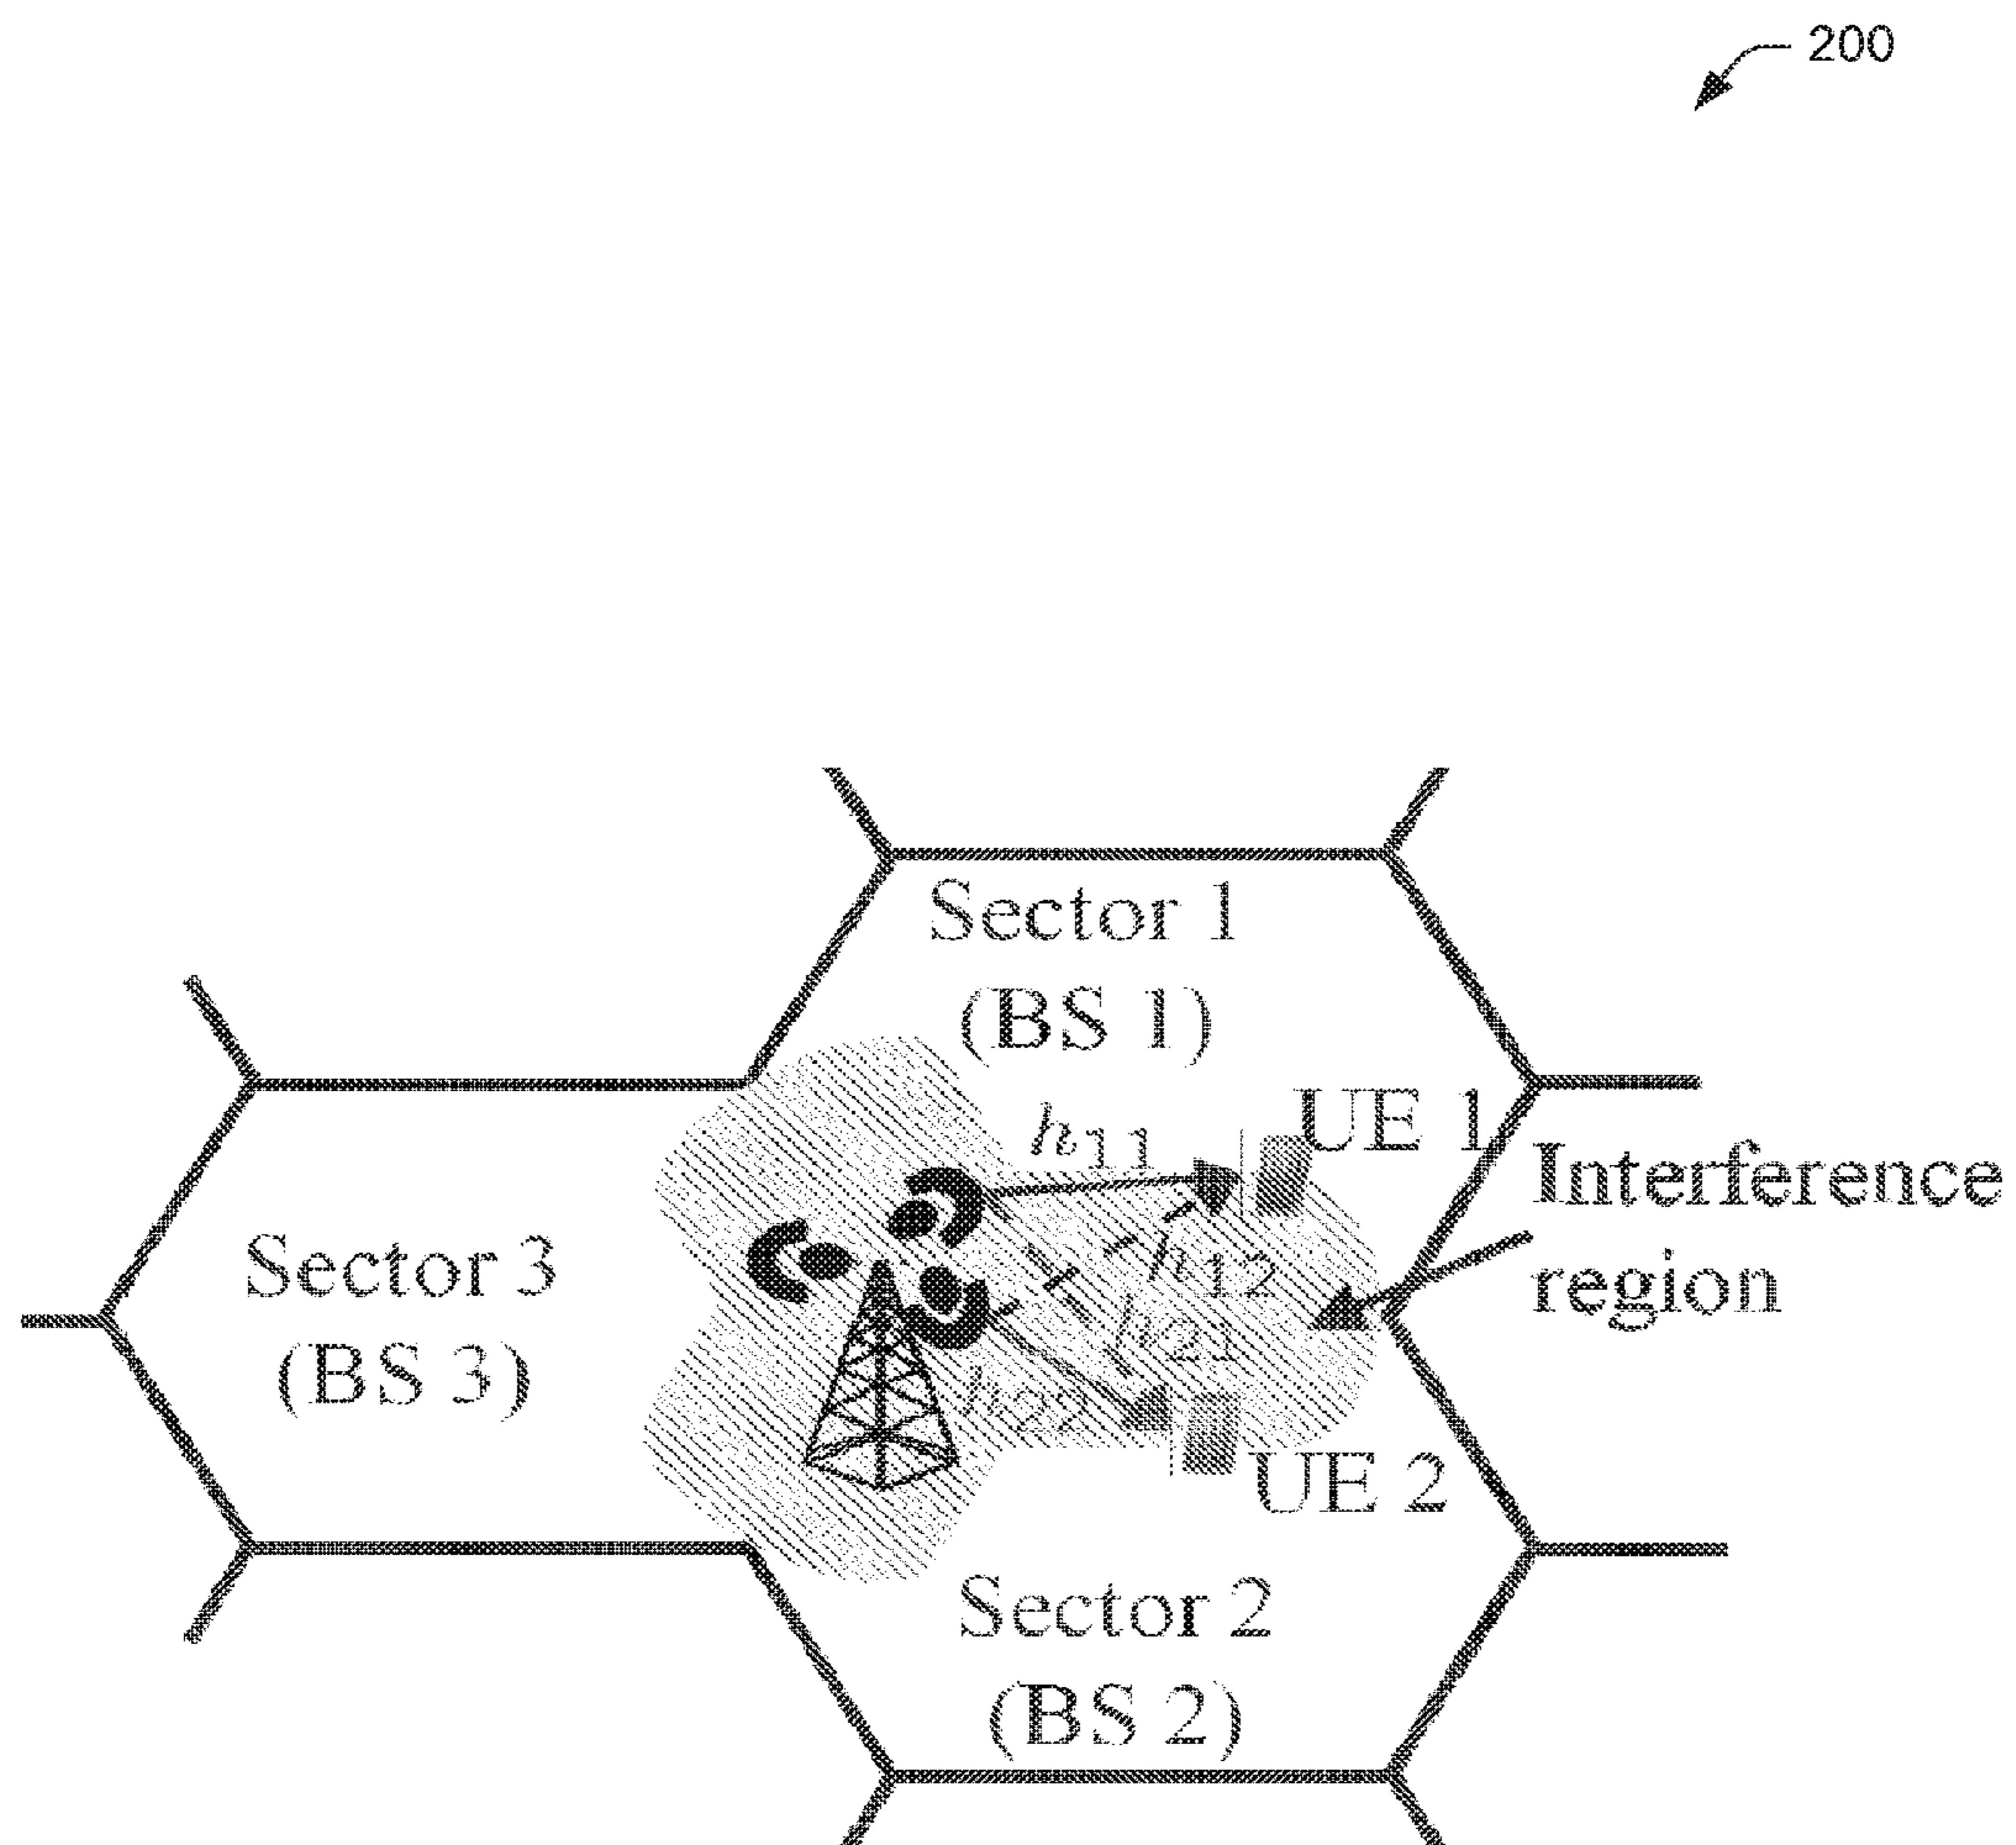 200
Sector 1
(BS 1)
h11
UE 1
Interference
region
h12
Sector 3
(BS 3)
h21
h22
UE 2
Sector 2
(BS 2)